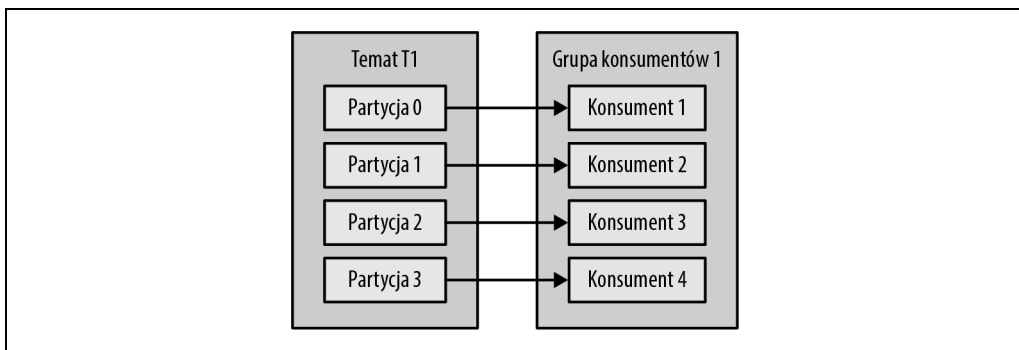 Temat T1
Partycja 0
Partycja 1
Partycja 2
Partycja 3
Grupa konsumentów 1
Konsument 1
Konsument 2
Konsument 3
Konsument 4